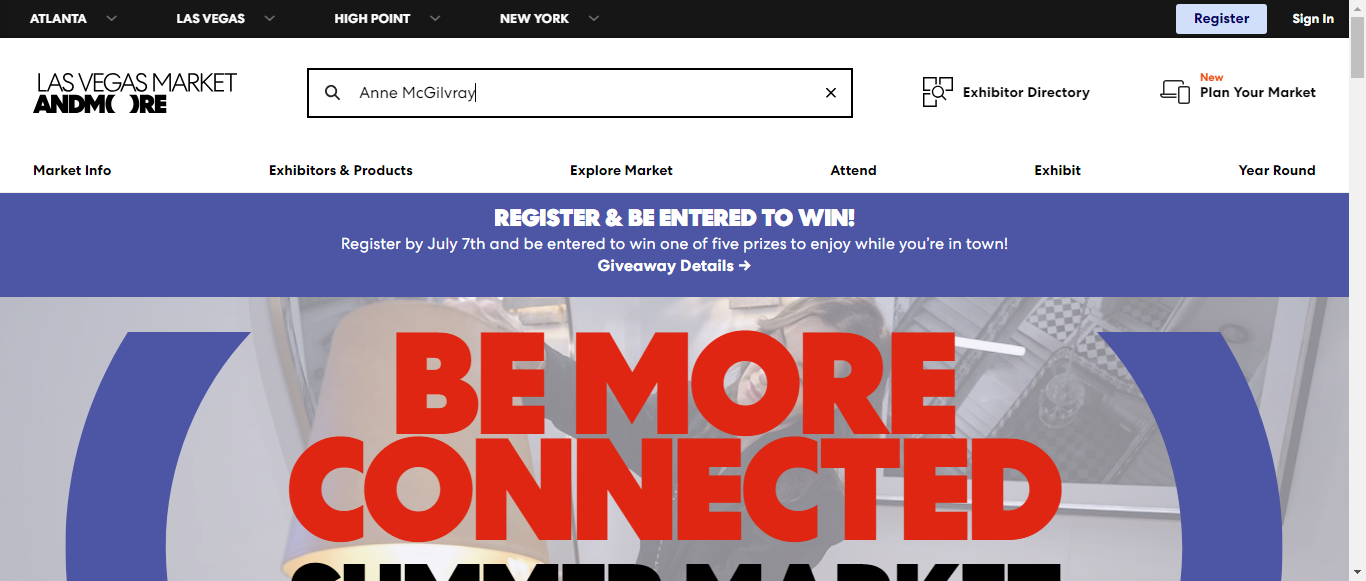 ATLANTA
LAS VEGAS
HIGH POINT
NEW YORK
Register
Sign In
LAS VEGAS MARKET
ANDMORE
Anne McGilvray
Exhibitor Directory
New
Plan Your Market
Market Info
Exhibitors & Products
Explore Market
Attend
Exhibit
Year Round
REGISTER & BE ENTERED TO WIN!
Register by July 7th and be entered to win one of five prizes to enjoy while you're in town!
Giveaway Details →
BE MORE
CONNECTED
SUMMER MARKET